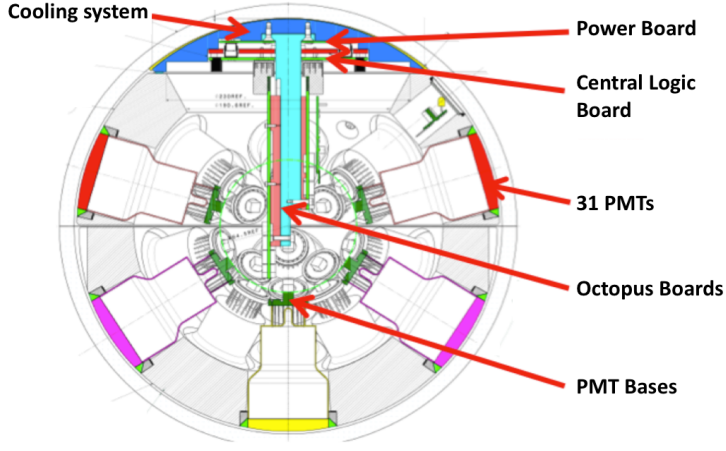 Cooling system
Power Board
Central Logic
Board
31 PMTs
Octopus Boards
PMT Bases